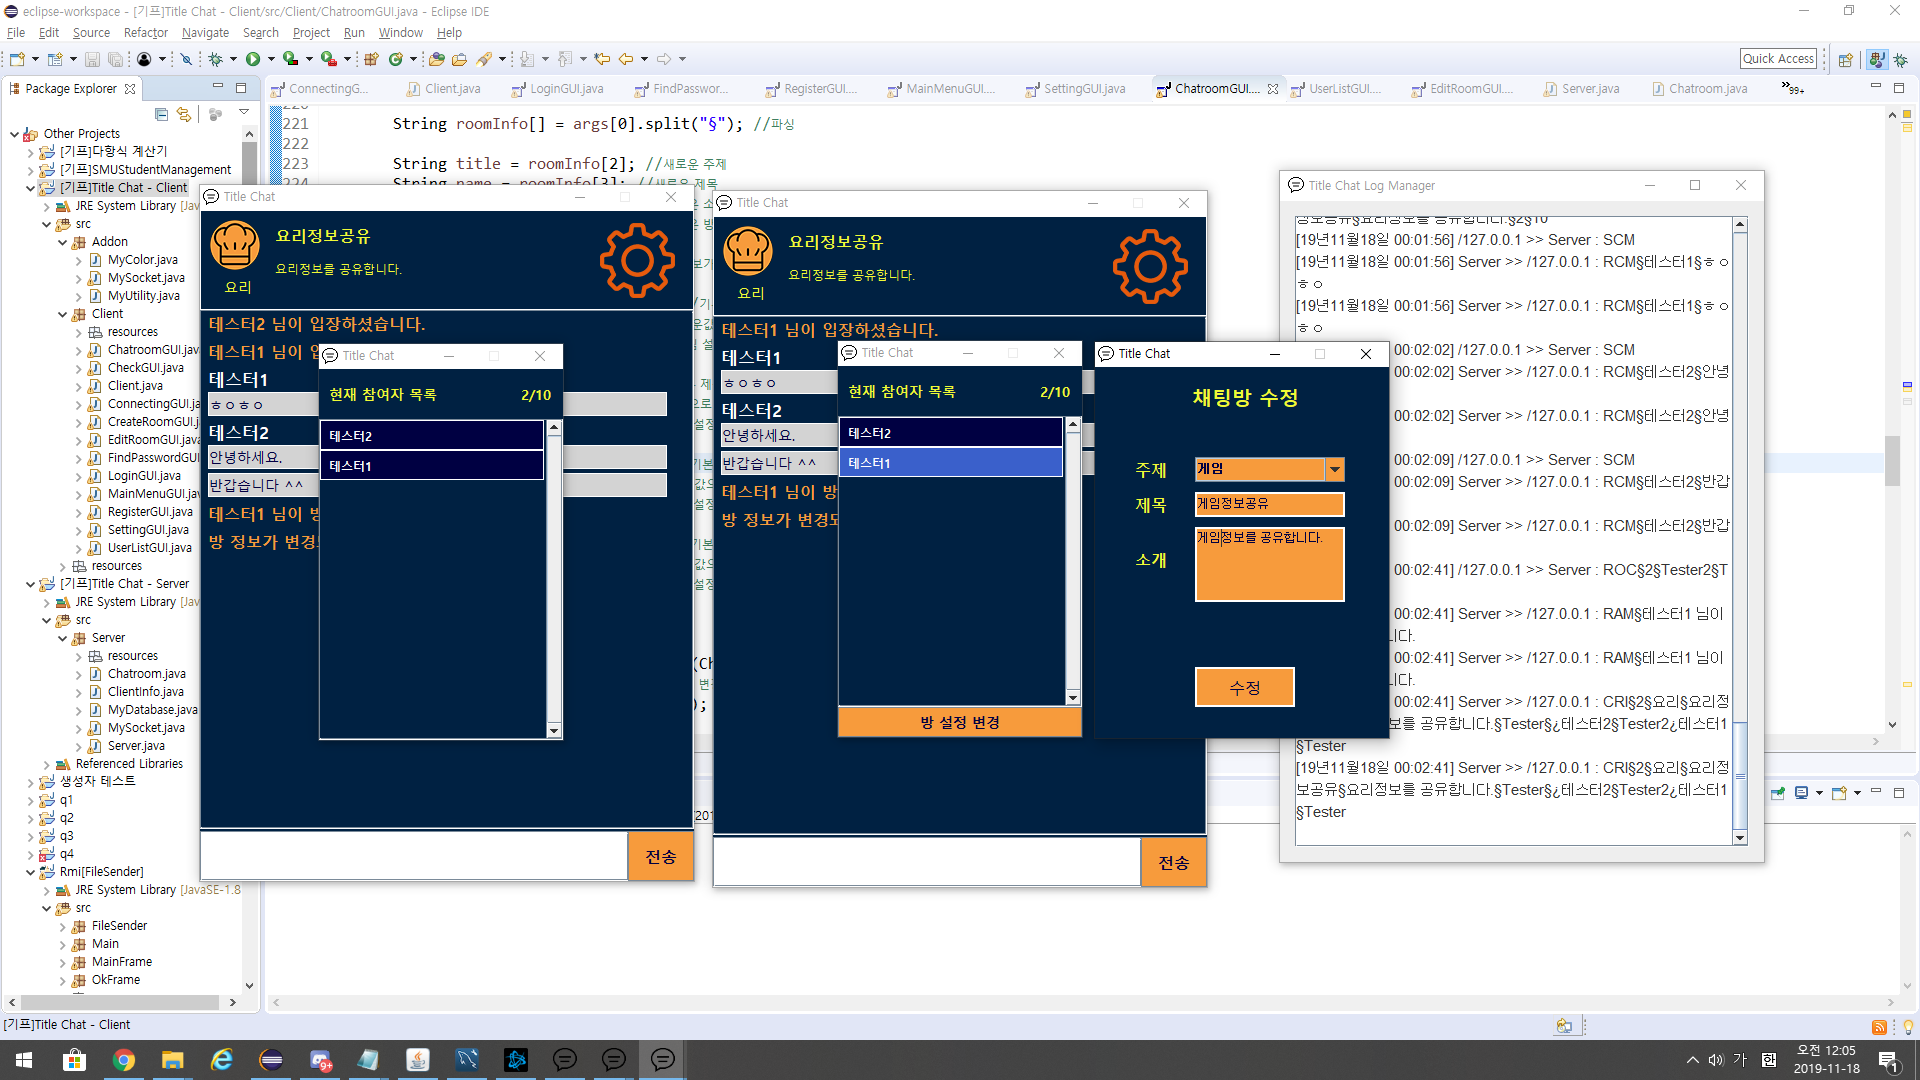 eclipse-workspace - [기프]Title Chat - Client/src/Client/ChatroomGUI.java - Eclipse IDE
File Edit Source Refactor Navigate Search Project Run Window Help
Quick Access
Package Explorer
ConnectingG... Client.java LoginGUI.java FindPasswor... RegisterGUI.... MainMenuGUI.... SettingGUI.java ChatroomGUI.... UserListGUI.... EditRoomGUI.... Server.java Chatroom.java 99+
Other Projects
[기프]다항식 계산기
[기프]SMUStudentManagement
[기프]Title Chat - Client
JRE System Library [Jav
src
Addon
MyColor.java
MySocket.java
MyUtility.java
Client
resources
ChatroomGUI.java
CheckGUI.java
Client.java
ConnectingGUI.ja
CreateRoomGUI.j
EditRoomGUI.java
FindPasswordGUI
LoginGUI.java
MainMenuGUI.jav
RegisterGUI.java
SettingGUI.java
UserListGUI.java
resources
[기프]Title Chat - Server
JRE System Library [Jav
src
Server
resources
Chatroom.java
ClientInfo.java
MyDatabase.java
MySocket.java
Server.java
Referenced Libraries
생성자 테스트
q1
q2
q3
q4
Rmi[FileSender]
JRE System Library [JavaSE-1.8
src
FileSender
Main
MainFrame
OkFrame
221 String roomInfo[] = args[0].split("§"); //파싱
222
223 String title = roomInfo[2]; //새로운 주제
224 String name = roomInfo[3]; //새로운 제목
Title Chat
요리정보공유
요리정보를 공유합니다.
요리
테스터2 님이 입장하셨습니다.
테스터1 님이 입
테스터1
ㅎㅇㅎㅇ
테스터2
안녕하세요.
반갑습니다 ^^
테스터1 님이 방
방 정보가 변경되
전송
Title Chat
현재 참여자 목록 2/10
테스터2
테스터1
Title Chat
요리정보공유
요리정보를 공유합니다.
요리
테스터1 님이 입장하셨습니다.
테스터1
ㅎㅇㅎㅇ
테스터2
안녕하세요.
반갑습니다 ^^
테스터1 님이 방
방 정보가 변경되
전송
Title Chat
현재 참여자 목록 2/10
테스터2
테스터1
방 설정 변경
Title Chat
채팅방 수정
주제 게임
제목 게임정보공유
소개 게임정보를 공유합니다.
수정
Title Chat Log Manager
정보공유§요리정보를 공유합니다.§2§10
[19년11월18일 00:01:56] /127.0.0.1 >> Server : SCM
[19년11월18일 00:01:56] Server >> /127.0.0.1 : RCM§테스터1§ㅎㅇ
ㅎㅇ
[19년11월18일 00:01:56] Server >> /127.0.0.1 : RCM§테스터1§ㅎㅇ
ㅎㅇ
00:02:02] /127.0.0.1 >> Server : SCM
00:02:02] Server >> /127.0.0.1 : RCM§테스터2§안녕
00:02:02] Server >> /127.0.0.1 : RCM§테스터2§안녕
00:02:09] /127.0.0.1 >> Server : SCM
00:02:09] Server >> /127.0.0.1 : RCM§테스터2§반갑
00:02:09] Server >> /127.0.0.1 : RCM§테스터2§반갑
00:02:41] /127.0.0.1 >> Server : ROC§2§Tester2§T
00:02:41] Server >> /127.0.0.1 : RAM§테스터1 님이
니다.
00:02:41] Server >> /127.0.0.1 : RAM§테스터1 님이
니다.
00:02:41] Server >> /127.0.0.1 : CRI§2§요리§요리정
보를 공유합니다.§Tester§¿테스터2§Tester2¿테스터1
§Tester
[19년11월18일 00:02:41] Server >> /127.0.0.1 : CRI§2§요리§요리정
보공유§요리정보를 공유합니다.§Tester§¿테스터2§Tester2¿테스터1
§Tester
[기프]Title Chat - Client
9+
가
오전 12:05
2019-11-18
1